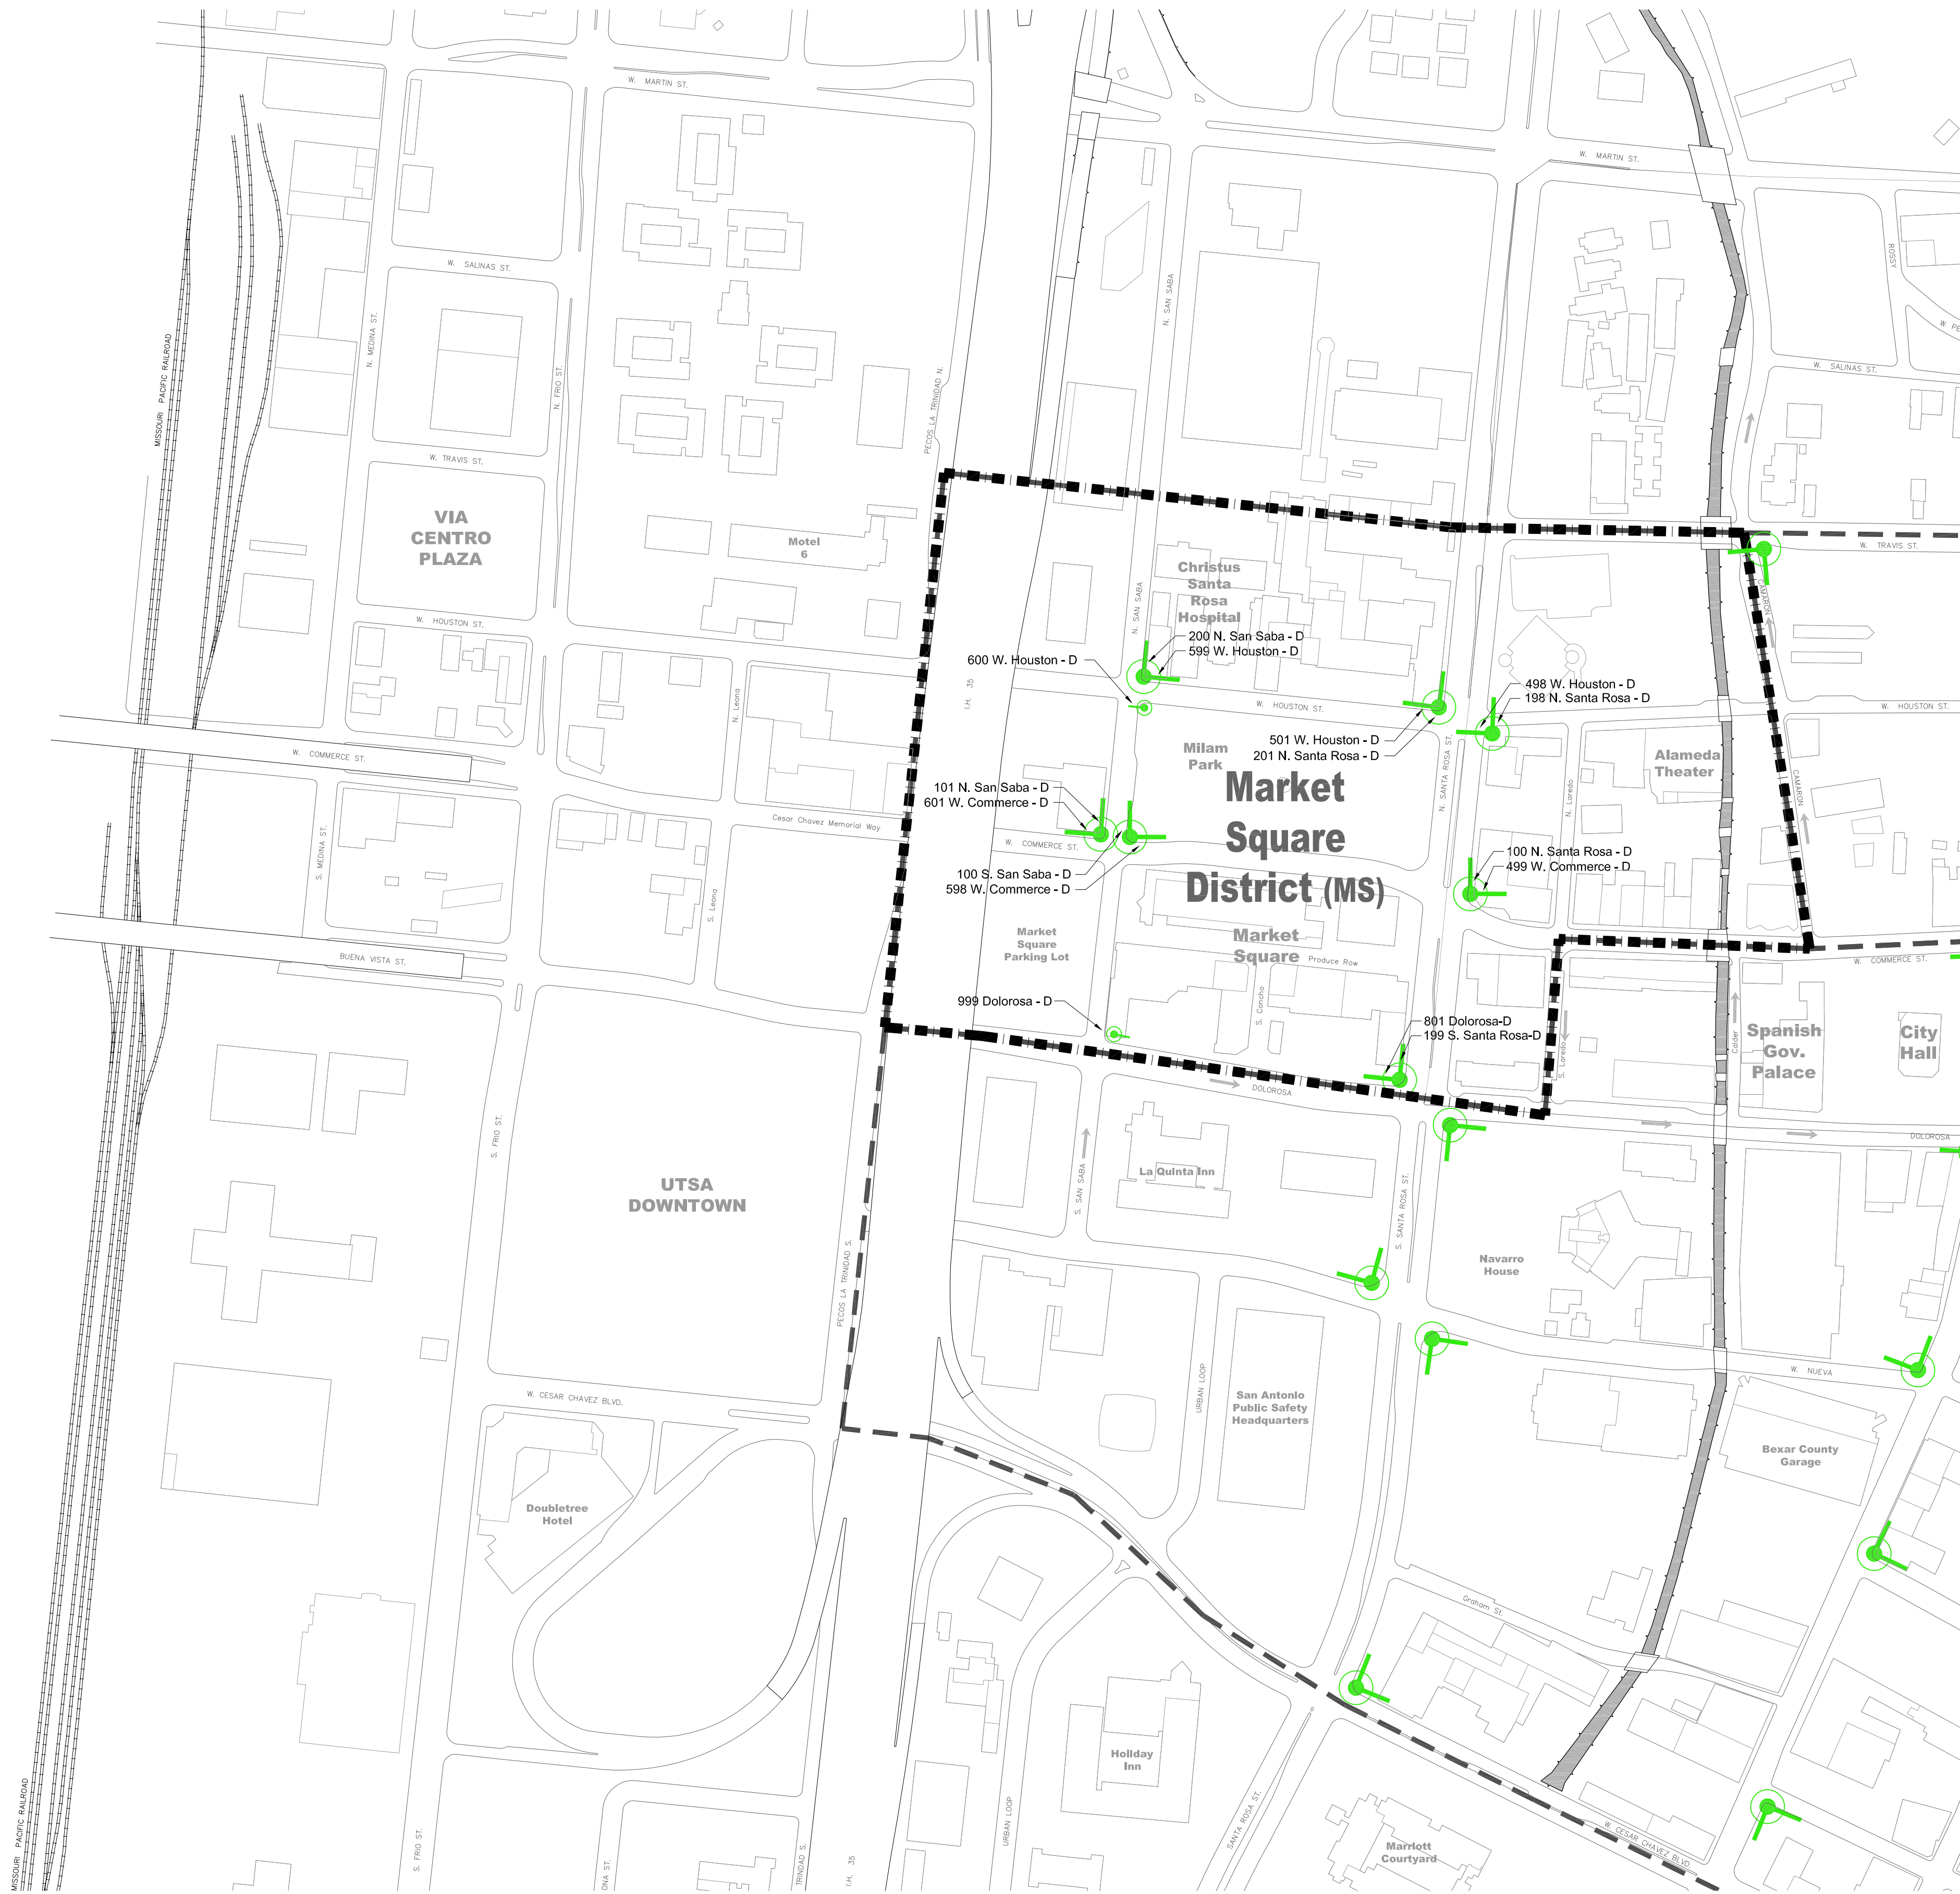 W. MARTIN ST.
W. MARTIN ST.
W. SALINAS ST.
N. SAN SABA
ROSSY
W. PE
N. MEDINA ST.
MISSOURI PACIFIC RAILROAD
N. FRIO ST.
PECOS LA TRINIDAD N.
W. SALINAS ST.
W. TRAVIS ST.
VIA
CENTRO
PLAZA
Motel
6
W. TRAVIS ST.
Christus
Santa
Rosa
Hospital
N. SAN SABA
CAMARON
W. HOUSTON ST.
200 N. San Saba - D
599 W. Houston - D
600 W. Houston - D
498 W. Houston - D
198 N. Santa Rosa - D
I.H. 35
N. Leona
W. HOUSTON ST.
W. HOUSTON ST.
501 W. Houston - D
201 N. Santa Rosa - D
W. COMMERCE ST.
Milam
Park
N. SANTA ROSA ST.
Alameda
Theater
CAMARON
N. Laredo
Market
Square
District (MS)
101 N. San Saba - D
601 W. Commerce - D
Cesar Chavez Memorial Way
W. COMMERCE ST.
S. MEDINA ST.
100 N. Santa Rosa - D
499 W. Commerce - D
100 S. San Saba - D
598 W. Commerce - D
S. Leona
Market
Square
Parking Lot
Market
Square
Produce Row
BUENA VISTA ST.
W. COMMERCE ST.
S. Concho
999 Dolorosa - D
801 Dolorosa-D
199 S. Santa Rosa-D
S. Laredo
Calder
Spanish
Gov.
Palace
City
Hall
DOLOROSA
DOLOROSA
S. FRIO ST.
UTSA
DOWNTOWN
S. SAN SABA
La Quinta Inn
S. SANTA ROSA ST.
PECOS LA TRINIDAD S.
Navarro
House
W. NUEVA
URBAN LOOP
San Antonio
Public Safety
Headquarters
W. CESAR CHAVEZ BLVD.
Bexar County
Garage
Doubletree
Hotel
Graham St.
Holiday
Inn
MISSOURI PACIFIC RAILROAD
S. FRIO ST.
ONA ST.
TRINDAD S.
I.H. 35
URBAN LOOP
SANTA ROSA ST.
Marriott
Courtyard
W. CESAR CHAVEZ BLVD.